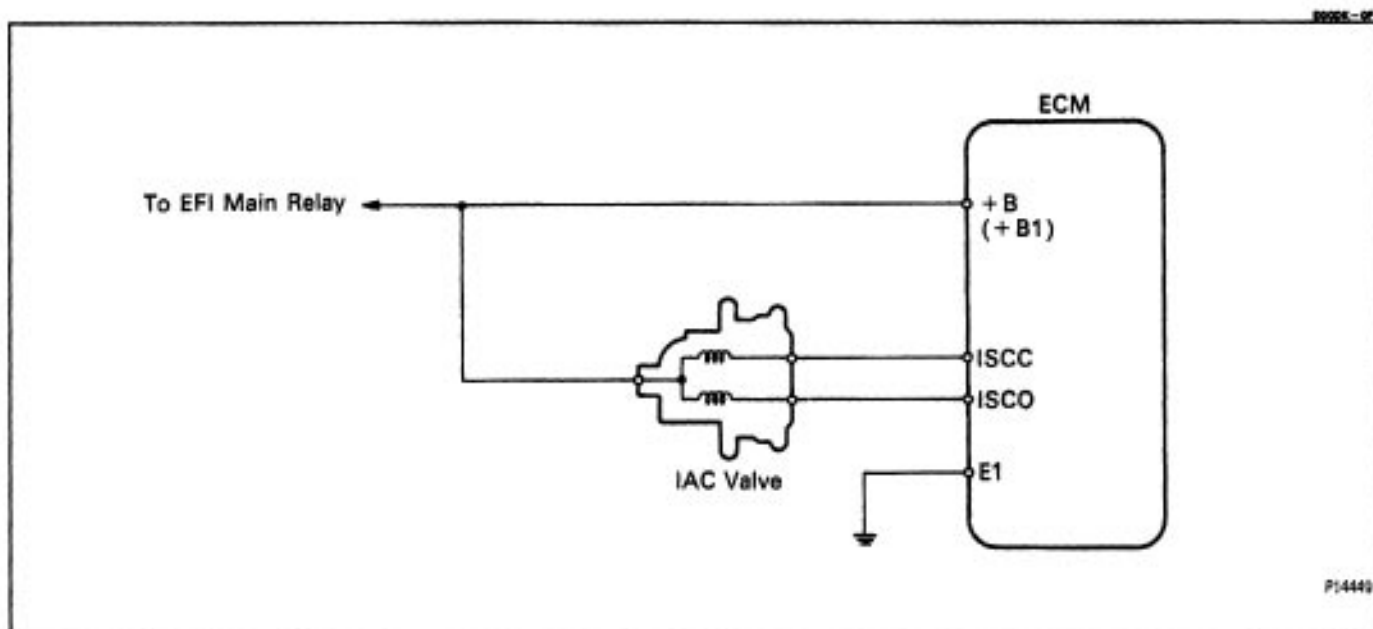 ECM
To EFI Main Relay
+B
(+B1)
ISCC
ISCO
IAC Valve
E1
P14449